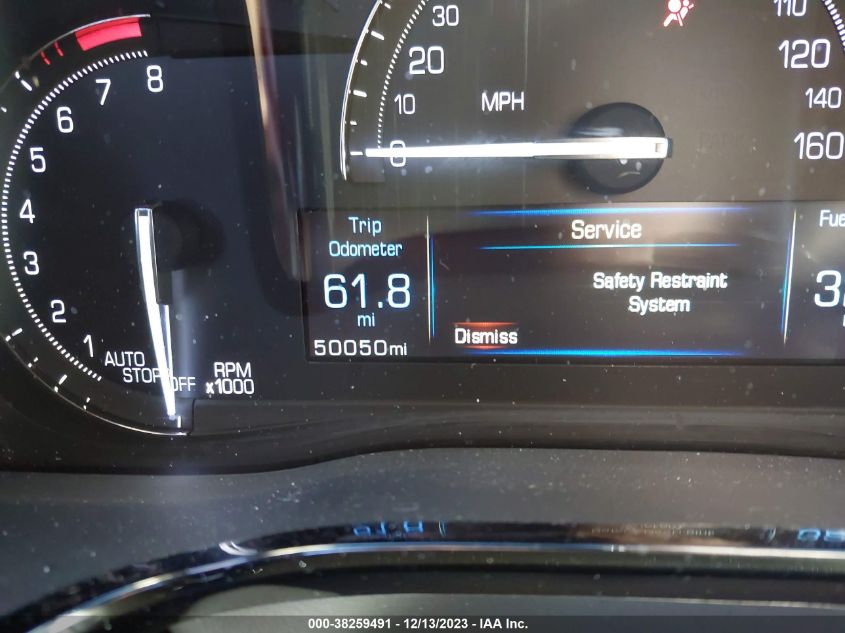 8
7
6
5
4
3
2
1
AUTO
STOP OFF
RPM
x1000
30
20
10
0
MPH
110
120
140
160
Trip
Odometer
61.8
mi
50050mi
Service
Safety Restraint
System
Dismiss
000-38259491 - 12/13/2023 - IAA Inc.